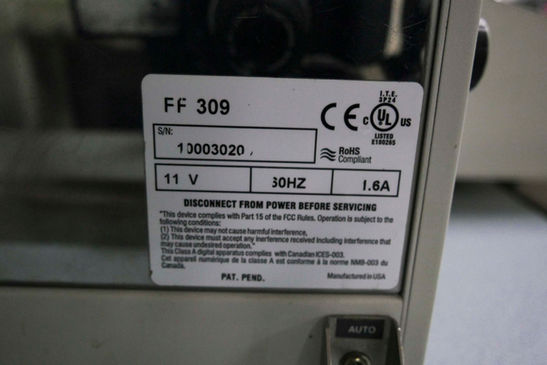 FF 309
I.T.E.
3P24
CE
c UL US
LISTED
E180265
S/N:
10003020
RoHS
Compliant
11 V 60HZ 1.6A
DISCONNECT FROM POWER BEFORE SERVICING
"This device complies with Part 15 of the FCC Rules. Operation is subject to the
following conditions:
(1) This device may not cause harmful interference,
(2) This device must accept any interference received including interference that
may cause undesired operation."
This Class A digital apparatus complies with Canadian ICES-003.
Cet appareil numérique de la classe A est conforme à la norme NMB-003 du
Canada.
PAT. PEND.
Manufactured in USA
AUTO